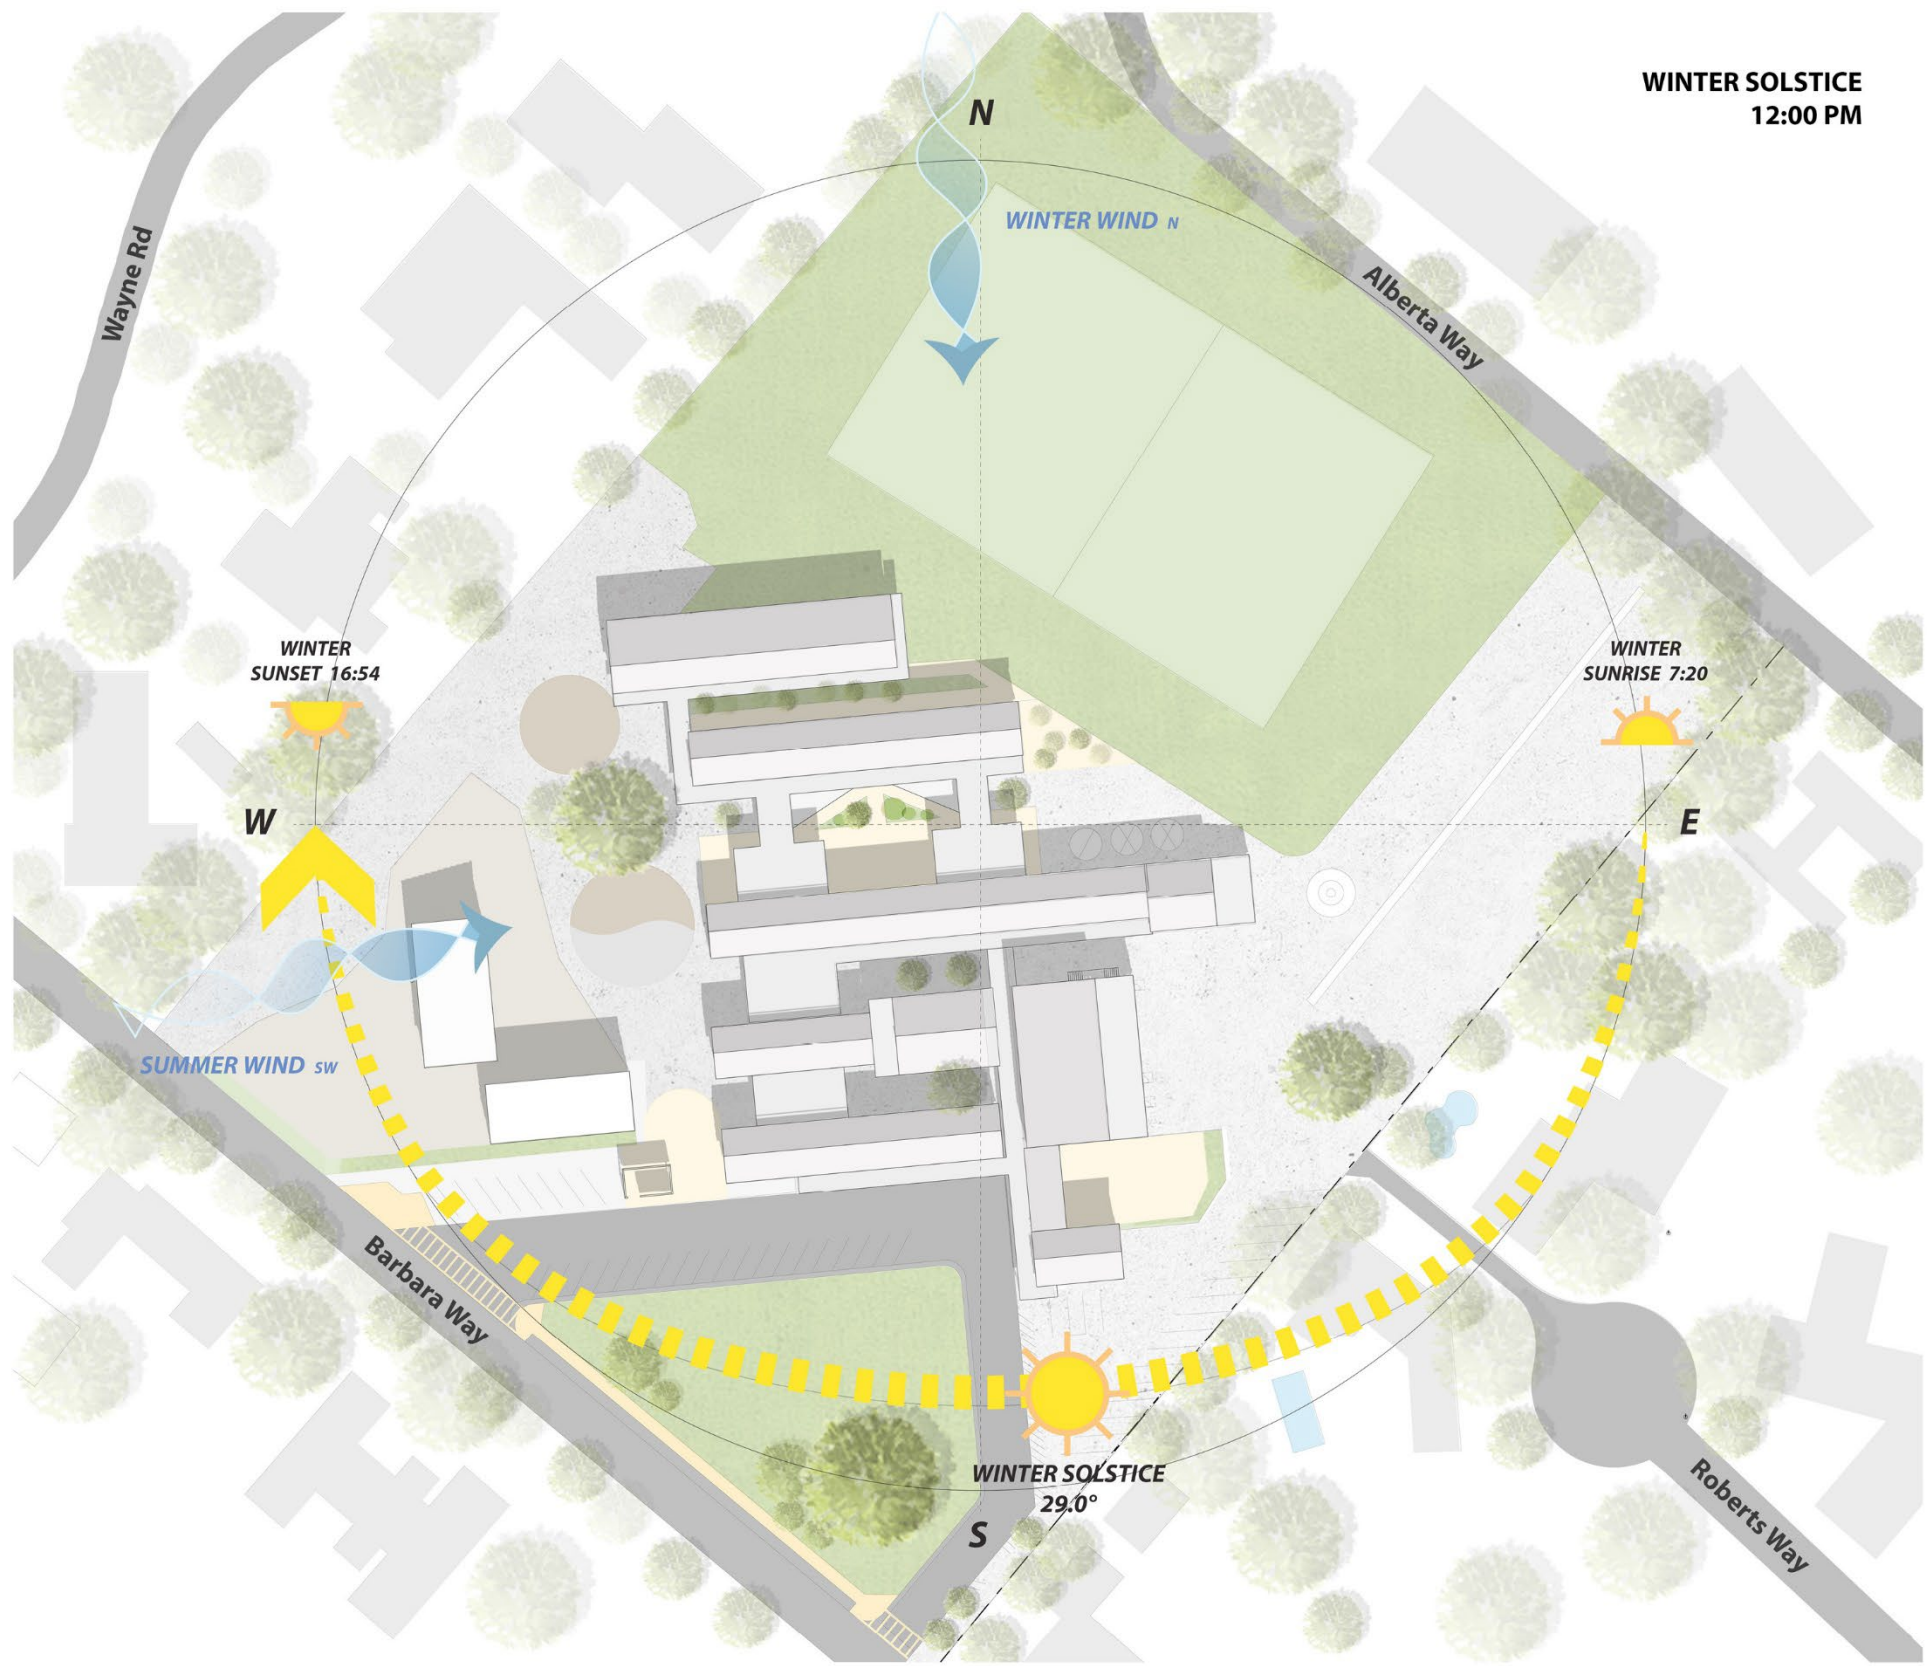 WINTER SOLSTICE
12:00 PM
N
WINTER WIND N
Wayne Rd
Alberta Way
WINTER
SUNSET 16:54
WINTER
SUNRISE 7:20
W
E
SUMMER WIND SW
Barbara Way
WINTER SOLSTICE
29.0°
S
Roberts Way